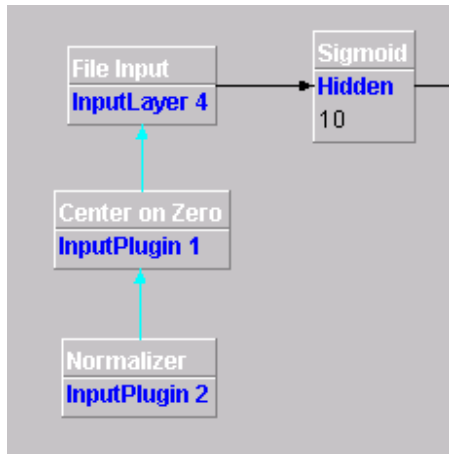 File Input
InputLayer 4
Sigmoid
Hidden
10
Center on Zero
InputPlugin 1
Normalizer
InputPlugin 2